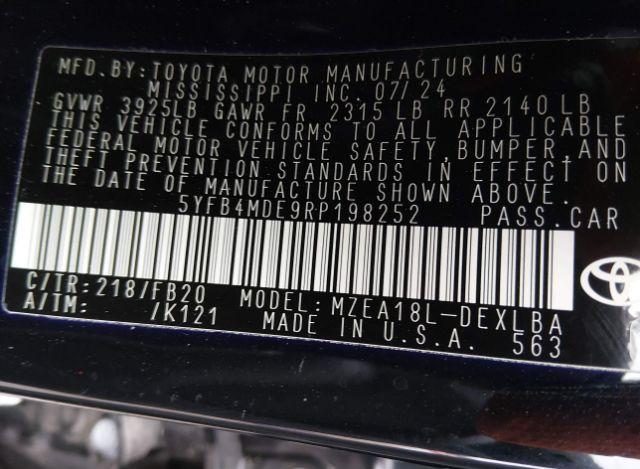 MFD.BY:TOYOTA MOTOR MANUFACTURING
MISSISSIPPI INC.07/24
GVWR 3925LB GAWR FR 2315 LB RR 2140 LB
THIS VEHICLE CONFORMS TO ALL APPLICABLE
FEDERAL MOTOR VEHICLE SAFETY,BUMPER,AND
THEFT PREVENTION STANDARDS IN EFFECT ON
THE DATE OF MANUFACTURE SHOWN ABOVE.
5YFB4MDE9RP198252 PASS.CAR
C/TR:218/FB20 MODEL:MZEA18L-DEXLBA
A/TM: /K121 MADE IN U.S.A. 563